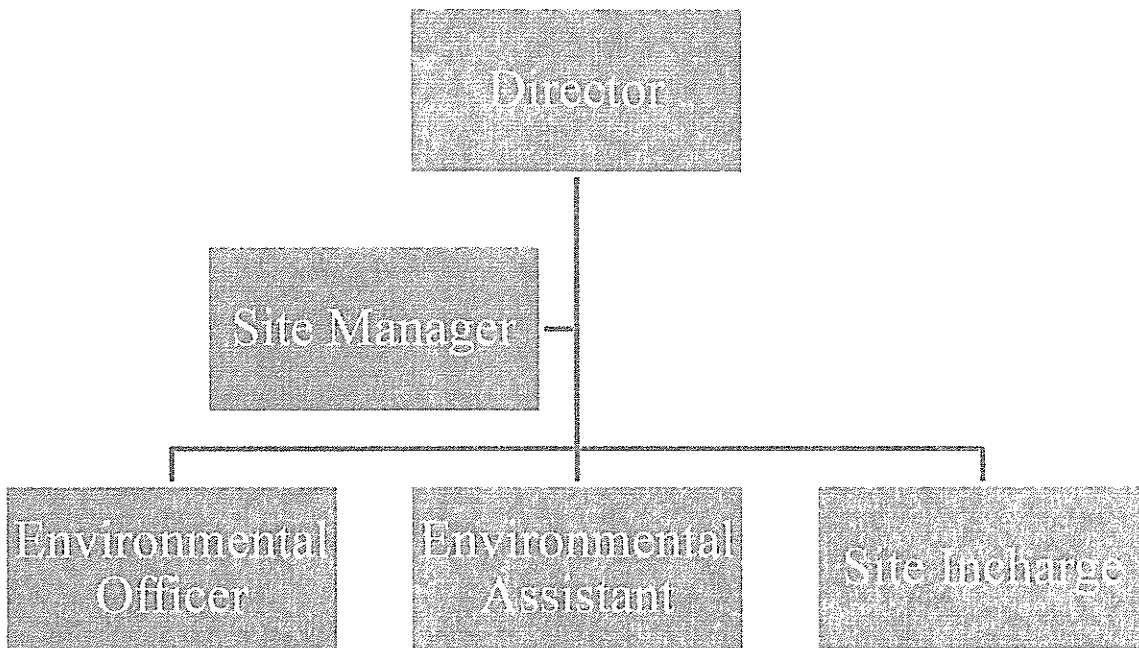 Director
Site Manager
Environmental
Officer
Environmental
Assistant
Site Incharge